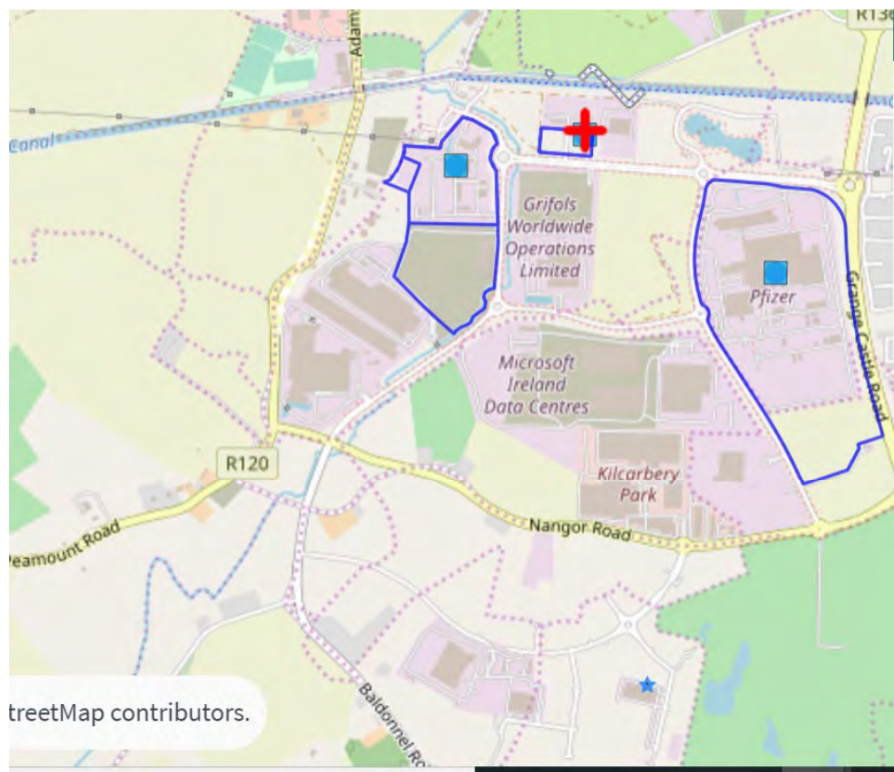 R136
Adam
Canal
Grifols
Worldwide
Operations
Limited
Pfizer
Grange Castle Road
Microsoft
Ireland
Data Centres
R120
Kilcarbery
Park
Nangor Road
Peamount Road
Baldonnel Ro
treetMap contributors.